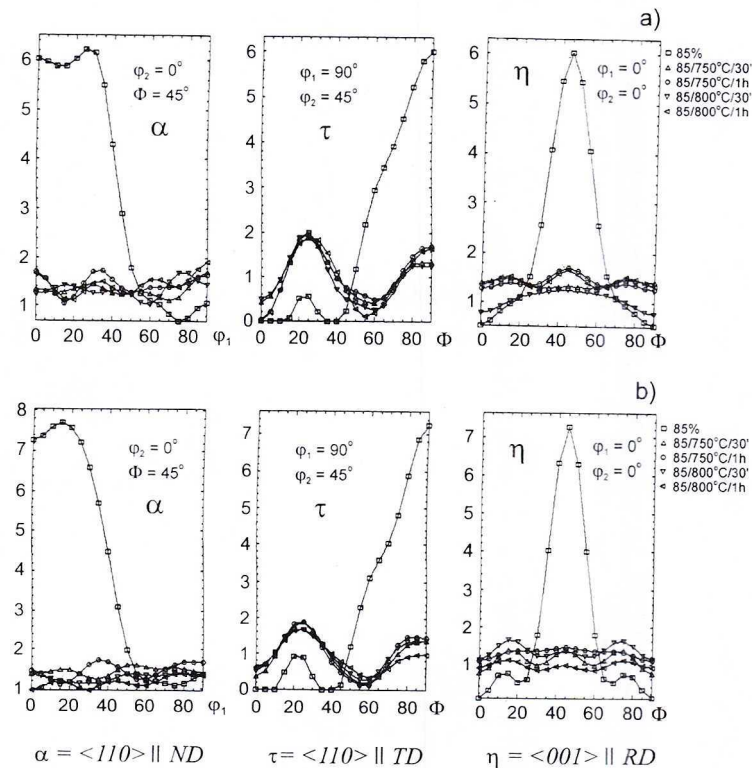 a)
6
5
4
3
2
1
φ₂ = 0°
Φ = 45°
α
0 20 40 60 80 φ₁
6
5
4
3
2
1
0
φ₁ = 90°
φ₂ = 45°
τ
0 20 40 60 80 Φ
6
5
4
3
2
1
η
φ₁ = 0°
φ₂ = 0°
0 20 40 60 80 Φ
85%
85/750°C/30'
85/750°C/1h
85/800°C/30'
85/800°C/1h
b)
8
7
6
5
4
3
2
1
φ₂ = 0°
Φ = 45°
α
0 20 40 60 80 φ₁
7
6
5
4
3
2
1
0
φ₁ = 90°
φ₂ = 45°
τ
0 20 40 60 80 Φ
7
6
5
4
3
2
1
0
η
φ₁ = 0°
φ₂ = 0°
0 20 40 60 80 Φ
85%
85/750°C/30'
85/750°C/1h
85/800°C/30'
85/800°C/1h
α = <110> || ND
τ= <110> || TD
η = <001> || RD